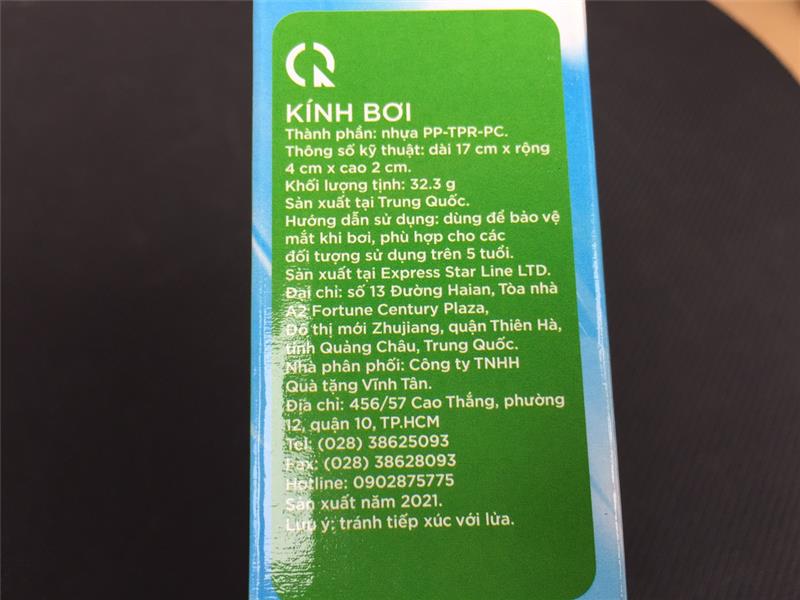 KÍNH BƠI
Thành phần: nhựa PP-TPR-PC.
Thông số kỹ thuật: dài 17 cm x rộng
4 cm x cao 2 cm.
Khối lượng tịnh: 32.3 g
Sản xuất tại Trung Quốc.
Hướng dẫn sử dụng: dùng để bảo vệ
mắt khi bơi, phù hợp cho các
đối tượng sử dụng trên 5 tuổi.
Sản xuất tại Express Star Line LTD.
Đại chỉ: số 13 Đường Haian, Tòa nhà
A2 Fortune Century Plaza,
Đô thị mới Zhujiang, quận Thiên Hà,
tỉnh Quảng Châu, Trung Quốc.
Nhà phân phối: Công ty TNHH
Quà tặng Vĩnh Tân.
Địa chỉ: 456/57 Cao Thắng, phường
12, quận 10, TP.HCM
Tel: (028) 38625093
Fax: (028) 38628093
Hotline: 0902875775
Sản xuất năm 2021.
Lưu ý: tránh tiếp xúc với lửa.